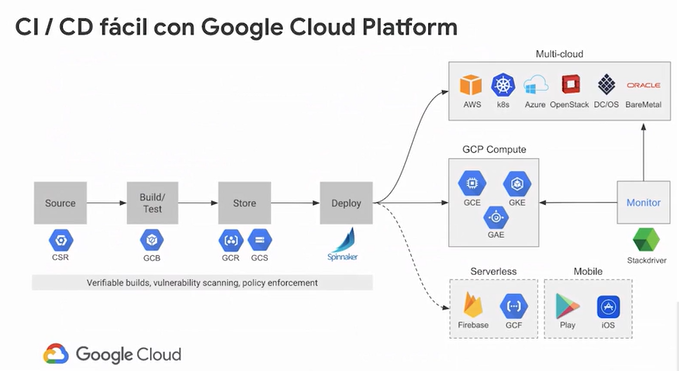 CI / CD fácil con Google Cloud Platform
Multi-cloud
AWS k8s Azure OpenStack DC/OS BareMetal
ORACLE
GCP Compute
GCE GKE
GAE
Source
Build/
Test
Store
Deploy
Monitor
CSR
GCB
GCR GCS
Spinnaker
Stackdriver
Verifiable builds, vulnerability scanning, policy enforcement
Serverless
Firebase GCF
Mobile
Play iOS
Google Cloud